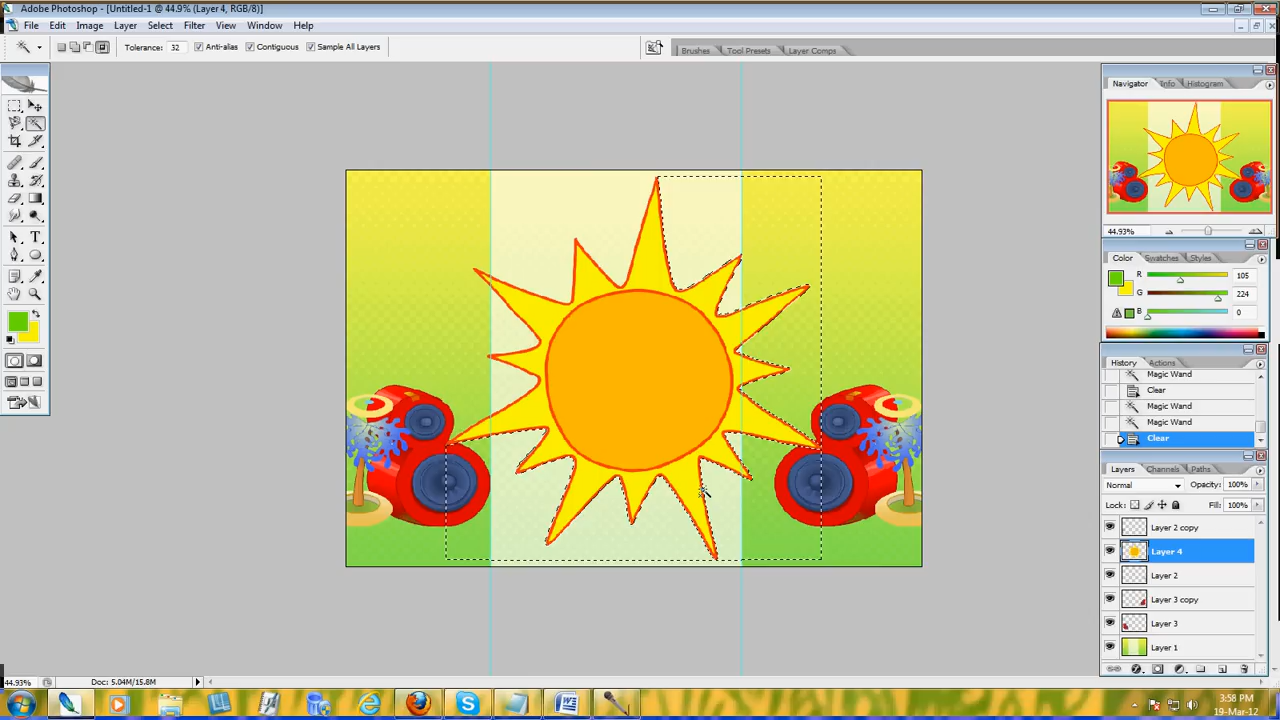 Adobe Photoshop - [Untitled-1 @ 44.9% (Layer 4, RGB/8)]
File Edit Image Layer Select Filter View Window Help
Tolerance: 32 Anti-alias Contiguous Sample All Layers
Brushes Tool Presets Layer Comps
Navigator Info Histogram
44.93%
Color Swatches Styles
R 105
G 224
B 0
History Actions
Magic Wand
Clear
Magic Wand
Magic Wand
Clear
Layers Channels Paths
Normal Opacity: 100%
Lock: Fill: 100%
Layer 2 copy
Layer 4
Layer 2
Layer 3 copy
Layer 3
Layer 1
44.93% Doc: 5.04M/15.8M
3:58 PM
19-Mar-12